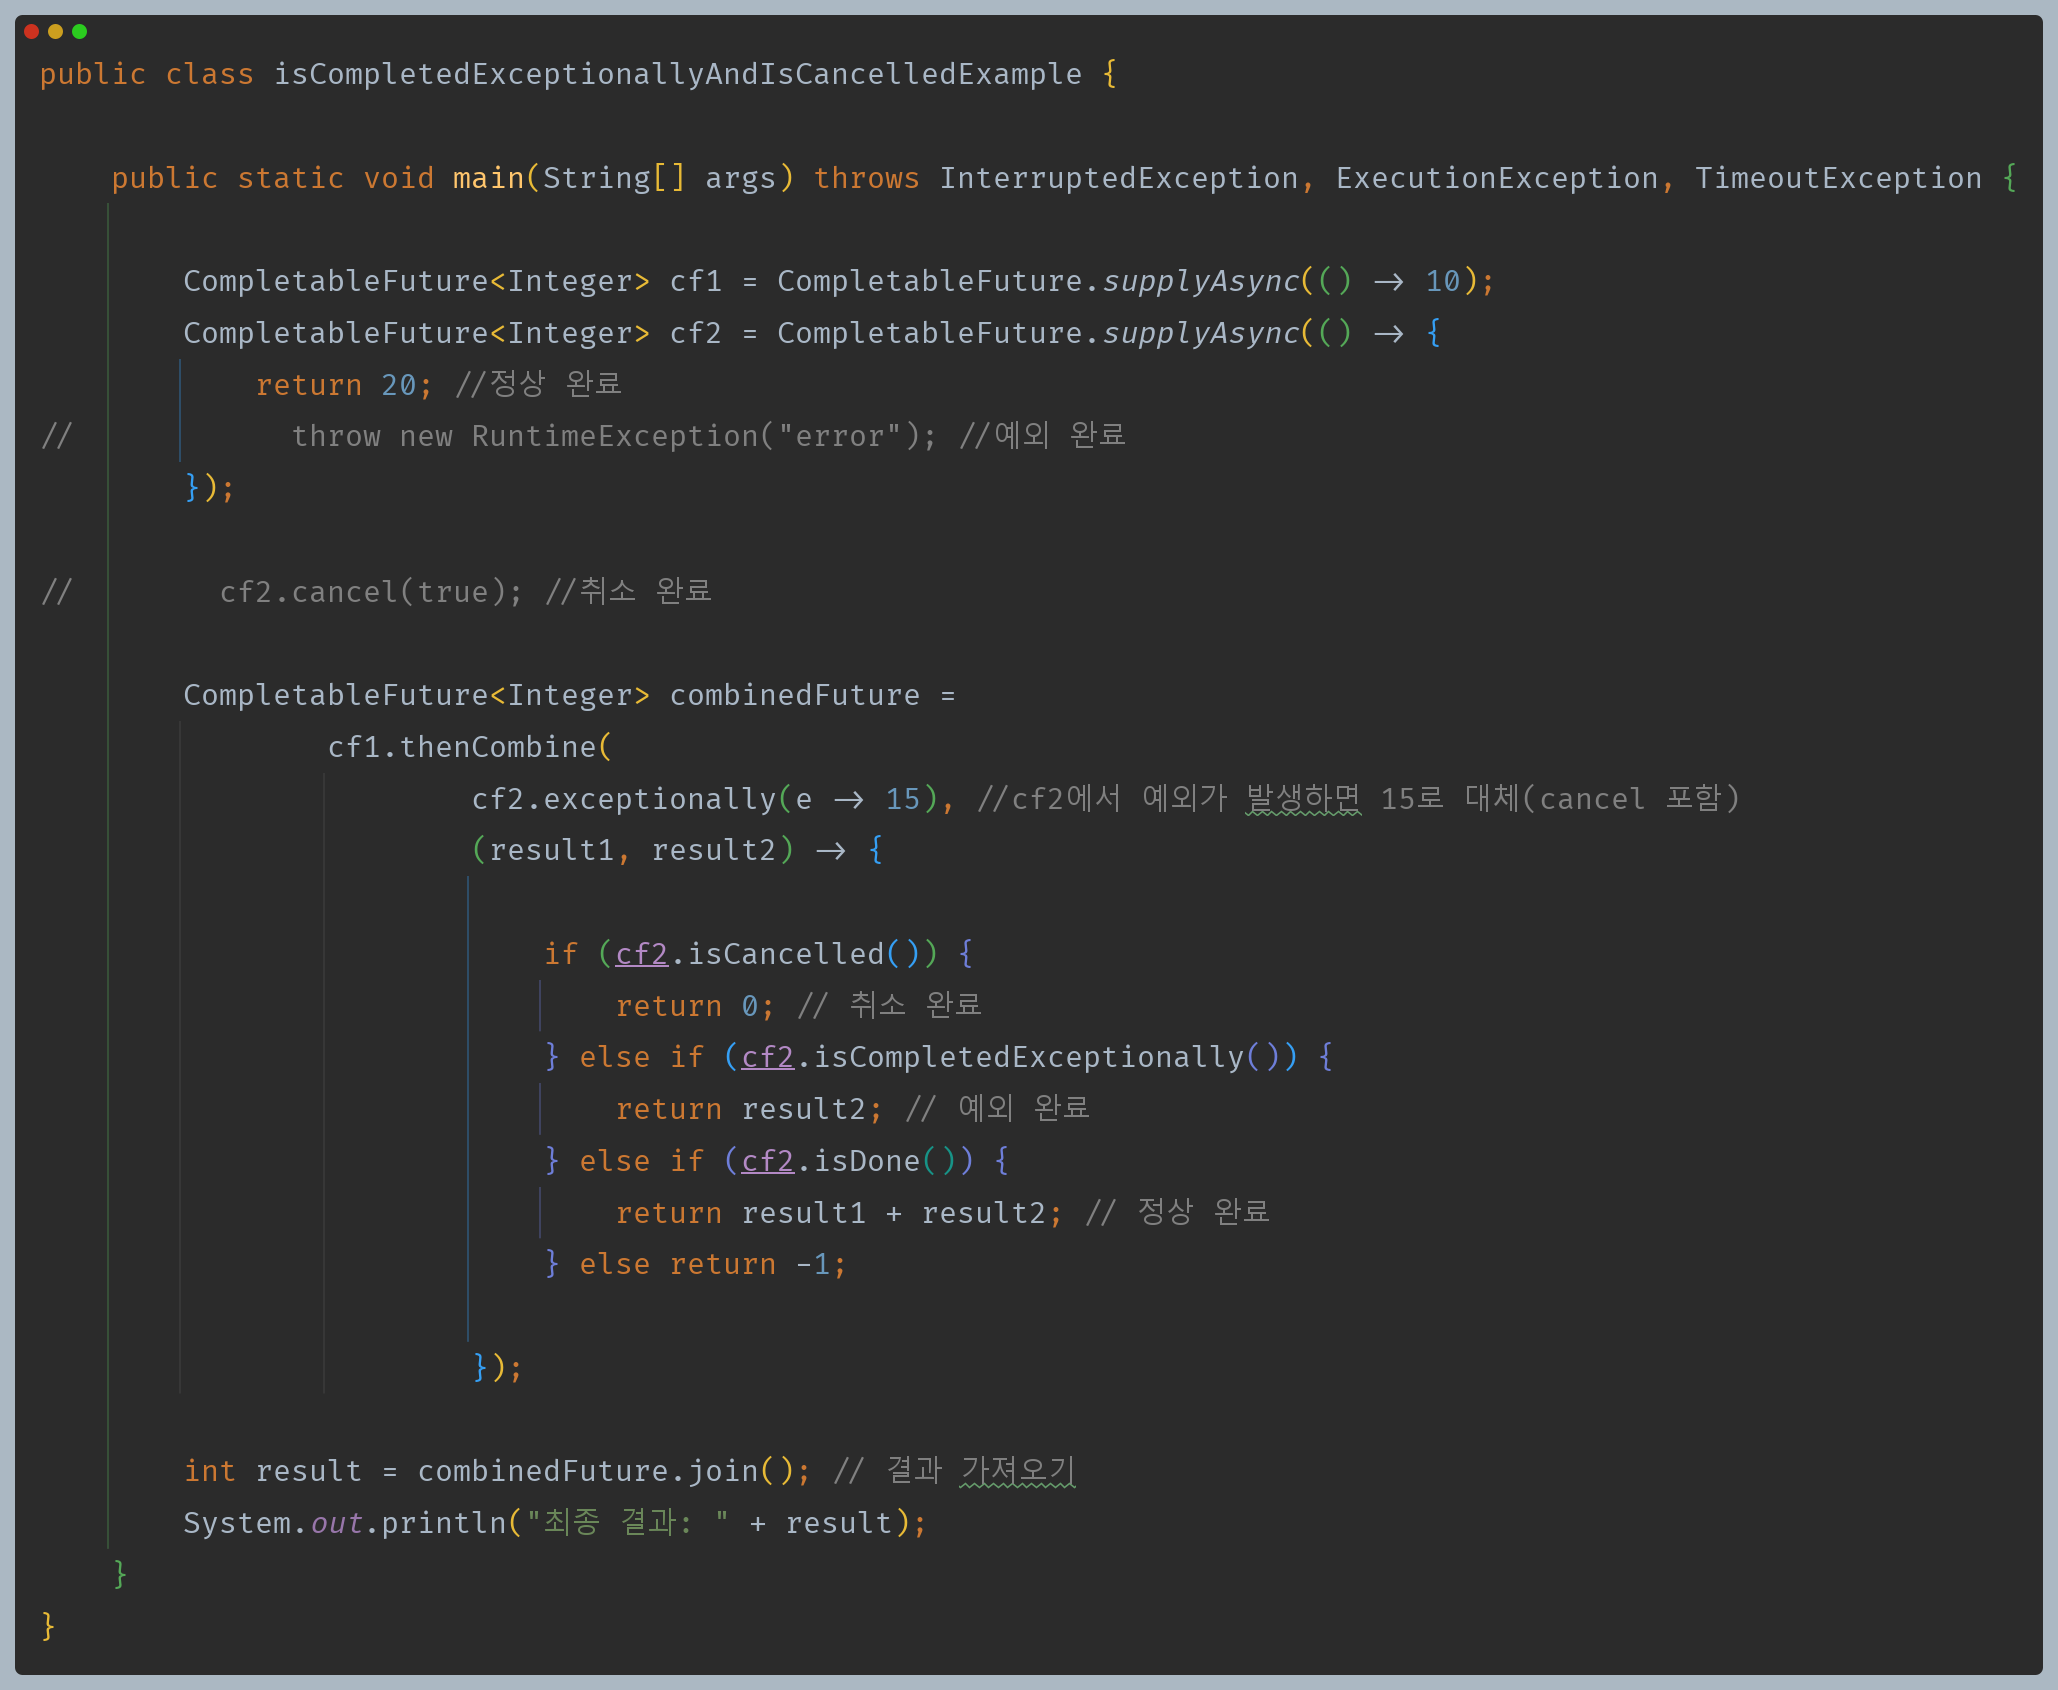 public class isCompletedExceptionallyAndIsCancelledExample {
public static void main(String[] args) throws InterruptedException, ExecutionException, TimeoutException {
CompletableFuture<Integer> cf1 = CompletableFuture.supplyAsync(() -> 10);
CompletableFuture<Integer> cf2 = CompletableFuture.supplyAsync(() -> {
return 20; //정상 완료
// throw new RuntimeException("error"); //예외 완료
});
// cf2.cancel(true); //취소 완료
CompletableFuture<Integer> combinedFuture =
cf1.thenCombine(
cf2.exceptionally(e -> 15), //cf2에서 예외가 발생하면 15로 대체(cancel 포함)
(result1, result2) -> {
if (cf2.isCancelled()) {
return 0; // 취소 완료
} else if (cf2.isCompletedExceptionally()) {
return result2; // 예외 완료
} else if (cf2.isDone()) {
return result1 + result2; // 정상 완료
} else return -1;
});
int result = combinedFuture.join(); // 결과 가져오기
System.out.println("최종 결과: " + result);
}
}